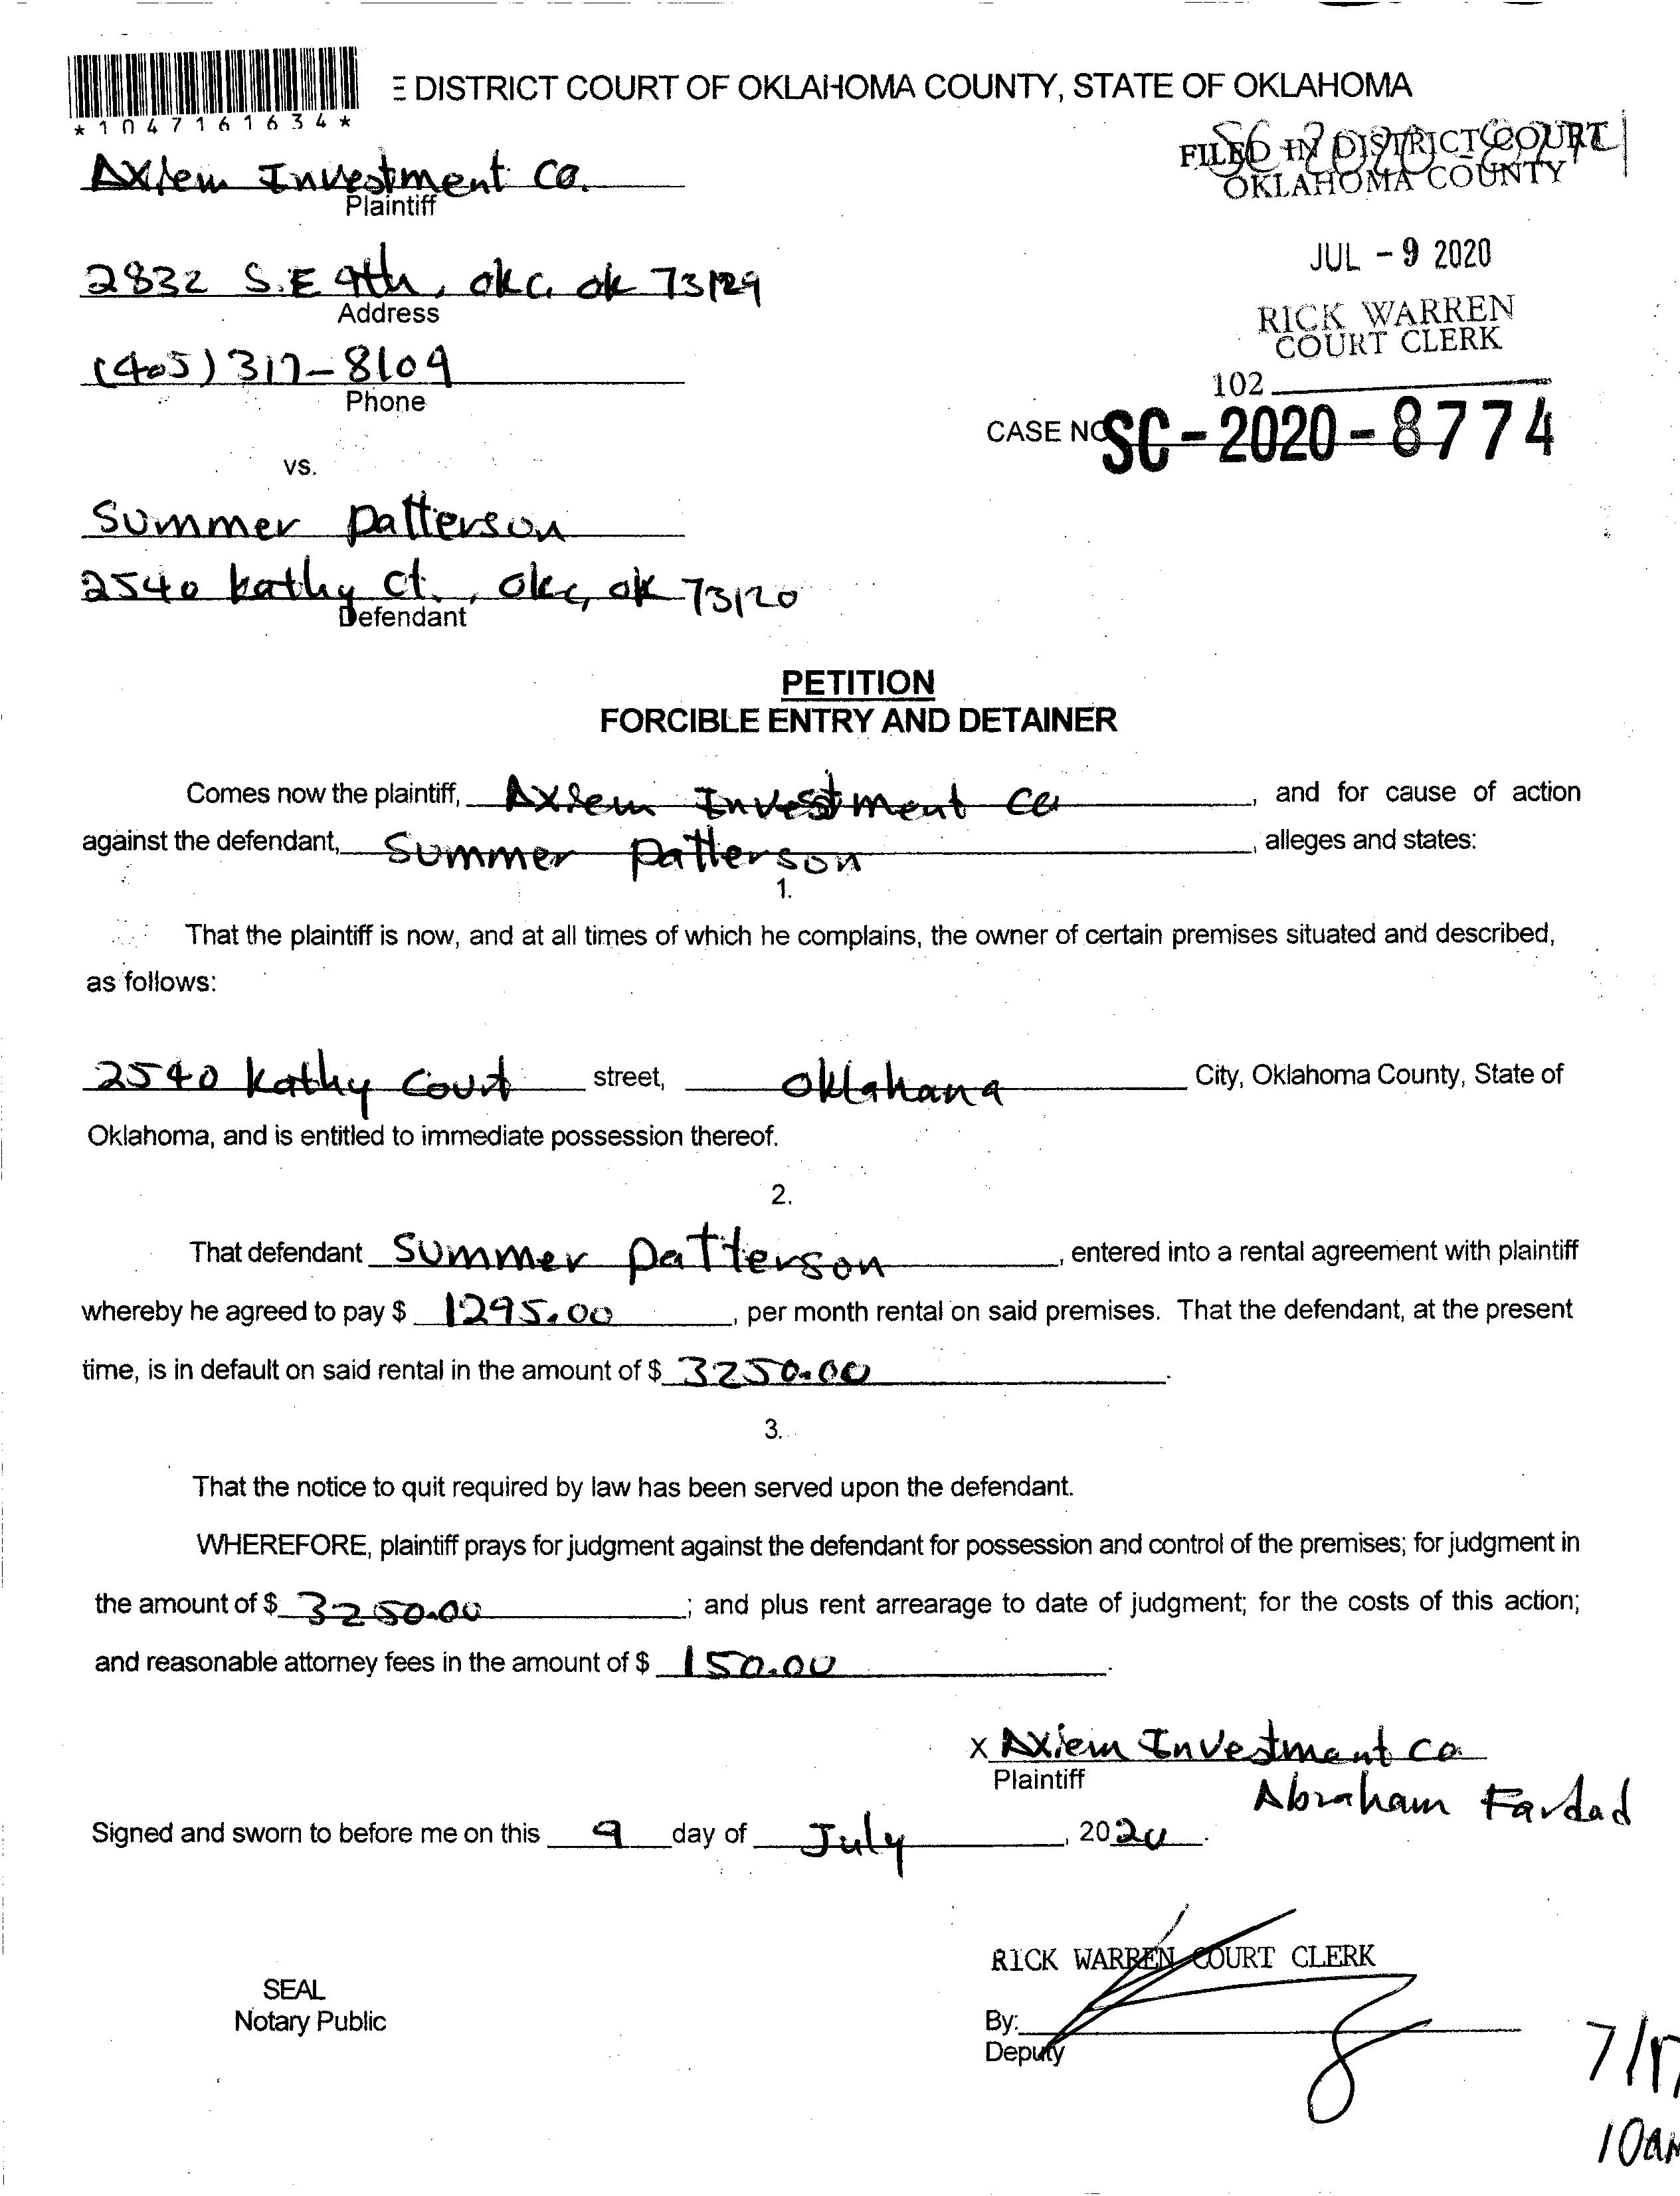 DISTRICT COURT OF OKLAHOMA COUNTY, STATE OF OKLAHOMA
*1047161634*
FILED IN DISTRICT COURT
OKLAHOMA COUNTY
Axiem Investment Co.
Plaintiff
JUL - 9 2020
2832 S.E 9th, okc, ok 73129
Address
RICK WARREN
COURT CLERK
(405) 317-8109
Phone
102
CASE NO SC-2020-8774
vs.
Summer Patterson
2540 kathy ct., okc, ok 73120
Defendant
PETITION
FORCIBLE ENTRY AND DETAINER
Comes now the plaintiff, Axiem Investment Co, and for cause of action
against the defendant, Summer Patterson, alleges and states:
1.
That the plaintiff is now, and at all times of which he complains, the owner of certain premises situated and described,
as follows:
2540 kathy Court street, Oklahana City, Oklahoma County, State of
Oklahoma, and is entitled to immediate possession thereof.
2.
That defendant Summer Patterson, entered into a rental agreement with plaintiff
whereby he agreed to pay $ 1295.00, per month rental on said premises. That the defendant, at the present
time, is in default on said rental in the amount of $ 3250.00.
3.
That the notice to quit required by law has been served upon the defendant.
WHEREFORE, plaintiff prays for judgment against the defendant for possession and control of the premises; for judgment in
the amount of $ 3250.00; and plus rent arrearage to date of judgment; for the costs of this action;
and reasonable attorney fees in the amount of $ 150.00.
X Axiem Investment Co.
Plaintiff
Abraham Fardad
Signed and sworn to before me on this 9 day of July, 2020.
RICK WARREN COURT CLERK
SEAL
Notary Public
By:
Deputy
10am